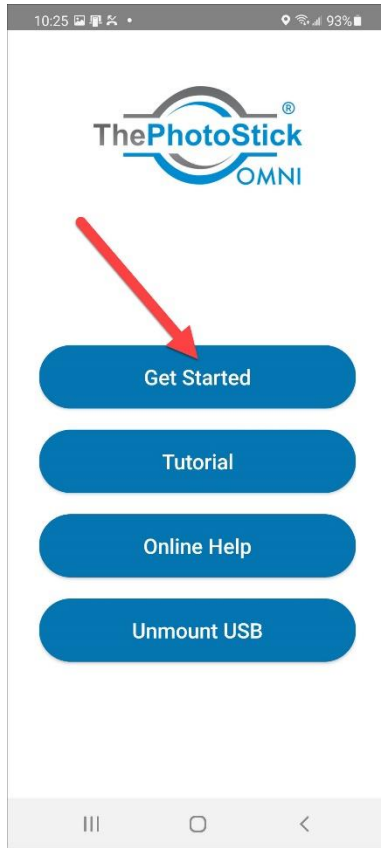 10:25
93%
ThePhotoStick®
OMNI
Get Started
Tutorial
Online Help
Unmount USB